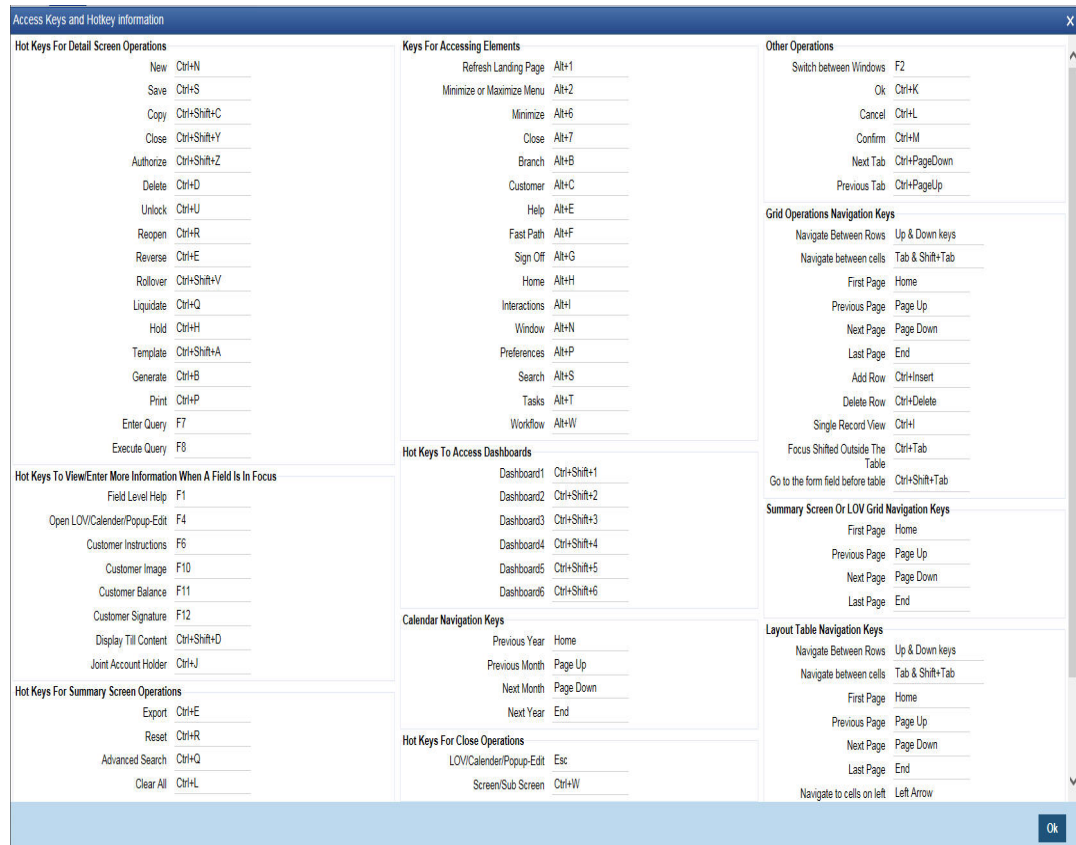 Access Keys and Hotkey information
X
Hot Keys For Detail Screen Operations
New Ctrl+N
Save Ctrl+S
Copy Ctrl+Shift+C
Close Ctrl+Shift+Y
Authorize Ctrl+Shift+Z
Delete Ctrl+D
Unlock Ctrl+U
Reopen Ctrl+R
Reverse Ctrl+E
Rollover Ctrl+Shift+V
Liquidate Ctrl+Q
Hold Ctrl+H
Template Ctrl+Shift+A
Generate Ctrl+B
Print Ctrl+P
Enter Query F7
Execute Query F8
Hot Keys To View/Enter More Information When A Field Is In Focus
Field Level Help F1
Open LOV/Calender/Popup-Edit F4
Customer Instructions F6
Customer Image F10
Customer Balance F11
Customer Signature F12
Display Till Content Ctrl+Shift+D
Joint Account Holder Ctrl+J
Hot Keys For Summary Screen Operations
Export Ctrl+E
Reset Ctrl+R
Advanced Search Ctrl+Q
Clear All Ctrl+L
Keys For Accessing Elements
Refresh Landing Page Alt+1
Minimize or Maximize Menu Alt+2
Minimize Alt+6
Close Alt+7
Branch Alt+B
Customer Alt+C
Help Alt+E
Fast Path Alt+F
Sign Off Alt+G
Home Alt+H
Interactions Alt+I
Window Alt+N
Preferences Alt+P
Search Alt+S
Tasks Alt+T
Workflow Alt+W
Hot Keys To Access Dashboards
Dashboard1 Ctrl+Shift+1
Dashboard2 Ctrl+Shift+2
Dashboard3 Ctrl+Shift+3
Dashboard4 Ctrl+Shift+4
Dashboard5 Ctrl+Shift+5
Dashboard6 Ctrl+Shift+6
Calendar Navigation Keys
Previous Year Home
Previous Month Page Up
Next Month Page Down
Next Year End
Hot Keys For Close Operations
LOV/Calender/Popup-Edit Esc
Screen/Sub Screen Ctrl+W
Other Operations
Switch between Windows F2
Ok Ctrl+K
Cancel Ctrl+L
Confirm Ctrl+M
Next Tab Ctrl+PageDown
Previous Tab Ctrl+PageUp
Grid Operations Navigation Keys
Navigate Between Rows Up & Down keys
Navigate between cells Tab & Shift+Tab
First Page Home
Previous Page Page Up
Next Page Page Down
Last Page End
Add Row Ctrl+Insert
Delete Row Ctrl+Delete
Single Record View Ctrl+I
Focus Shifted Outside The Ctrl+Tab
Table
Go to the form field before table Ctrl+Shift+Tab
Summary Screen Or LOV Grid Navigation Keys
First Page Home
Previous Page Page Up
Next Page Page Down
Last Page End
Layout Table Navigation Keys
Navigate Between Rows Up & Down keys
Navigate between cells Tab & Shift+Tab
First Page Home
Previous Page Page Up
Next Page Page Down
Last Page End
Navigate to cells on left Left Arrow
Ok